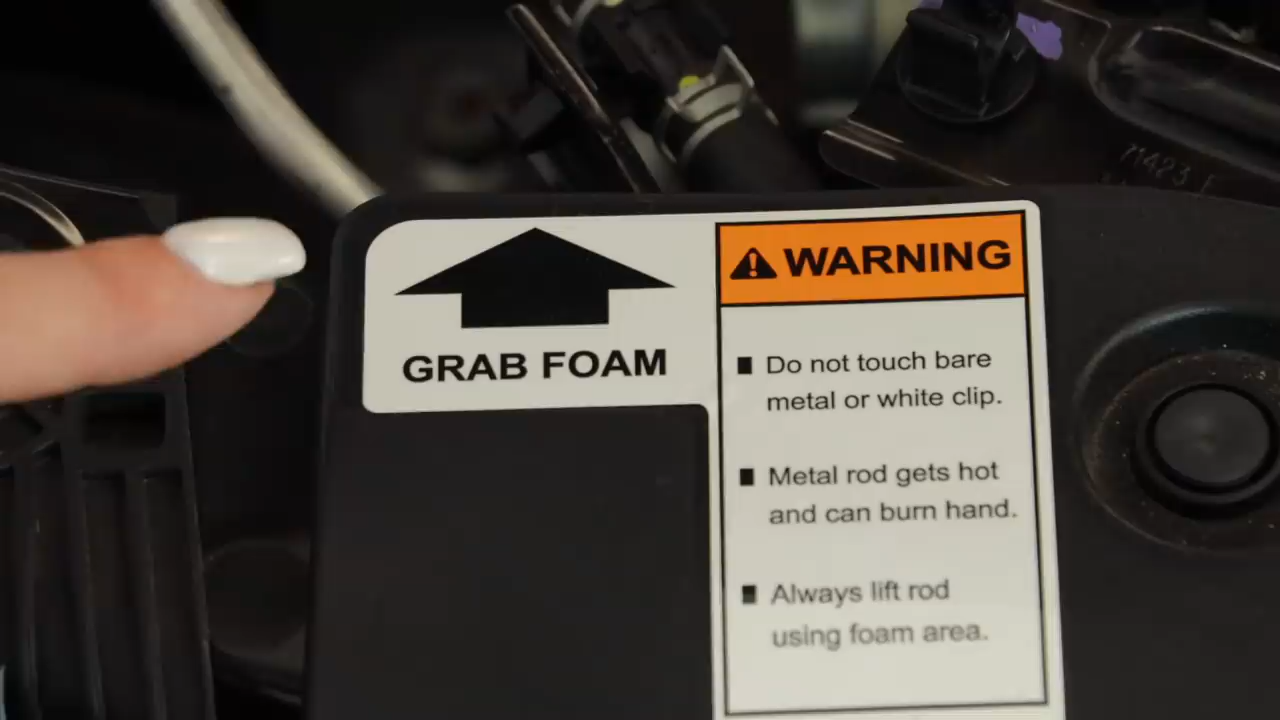 GRAB FOAM
WARNING
Do not touch bare
metal or white clip.
Metal rod gets hot
and can burn hand.
Always lift rod
using foam area.
71423 F